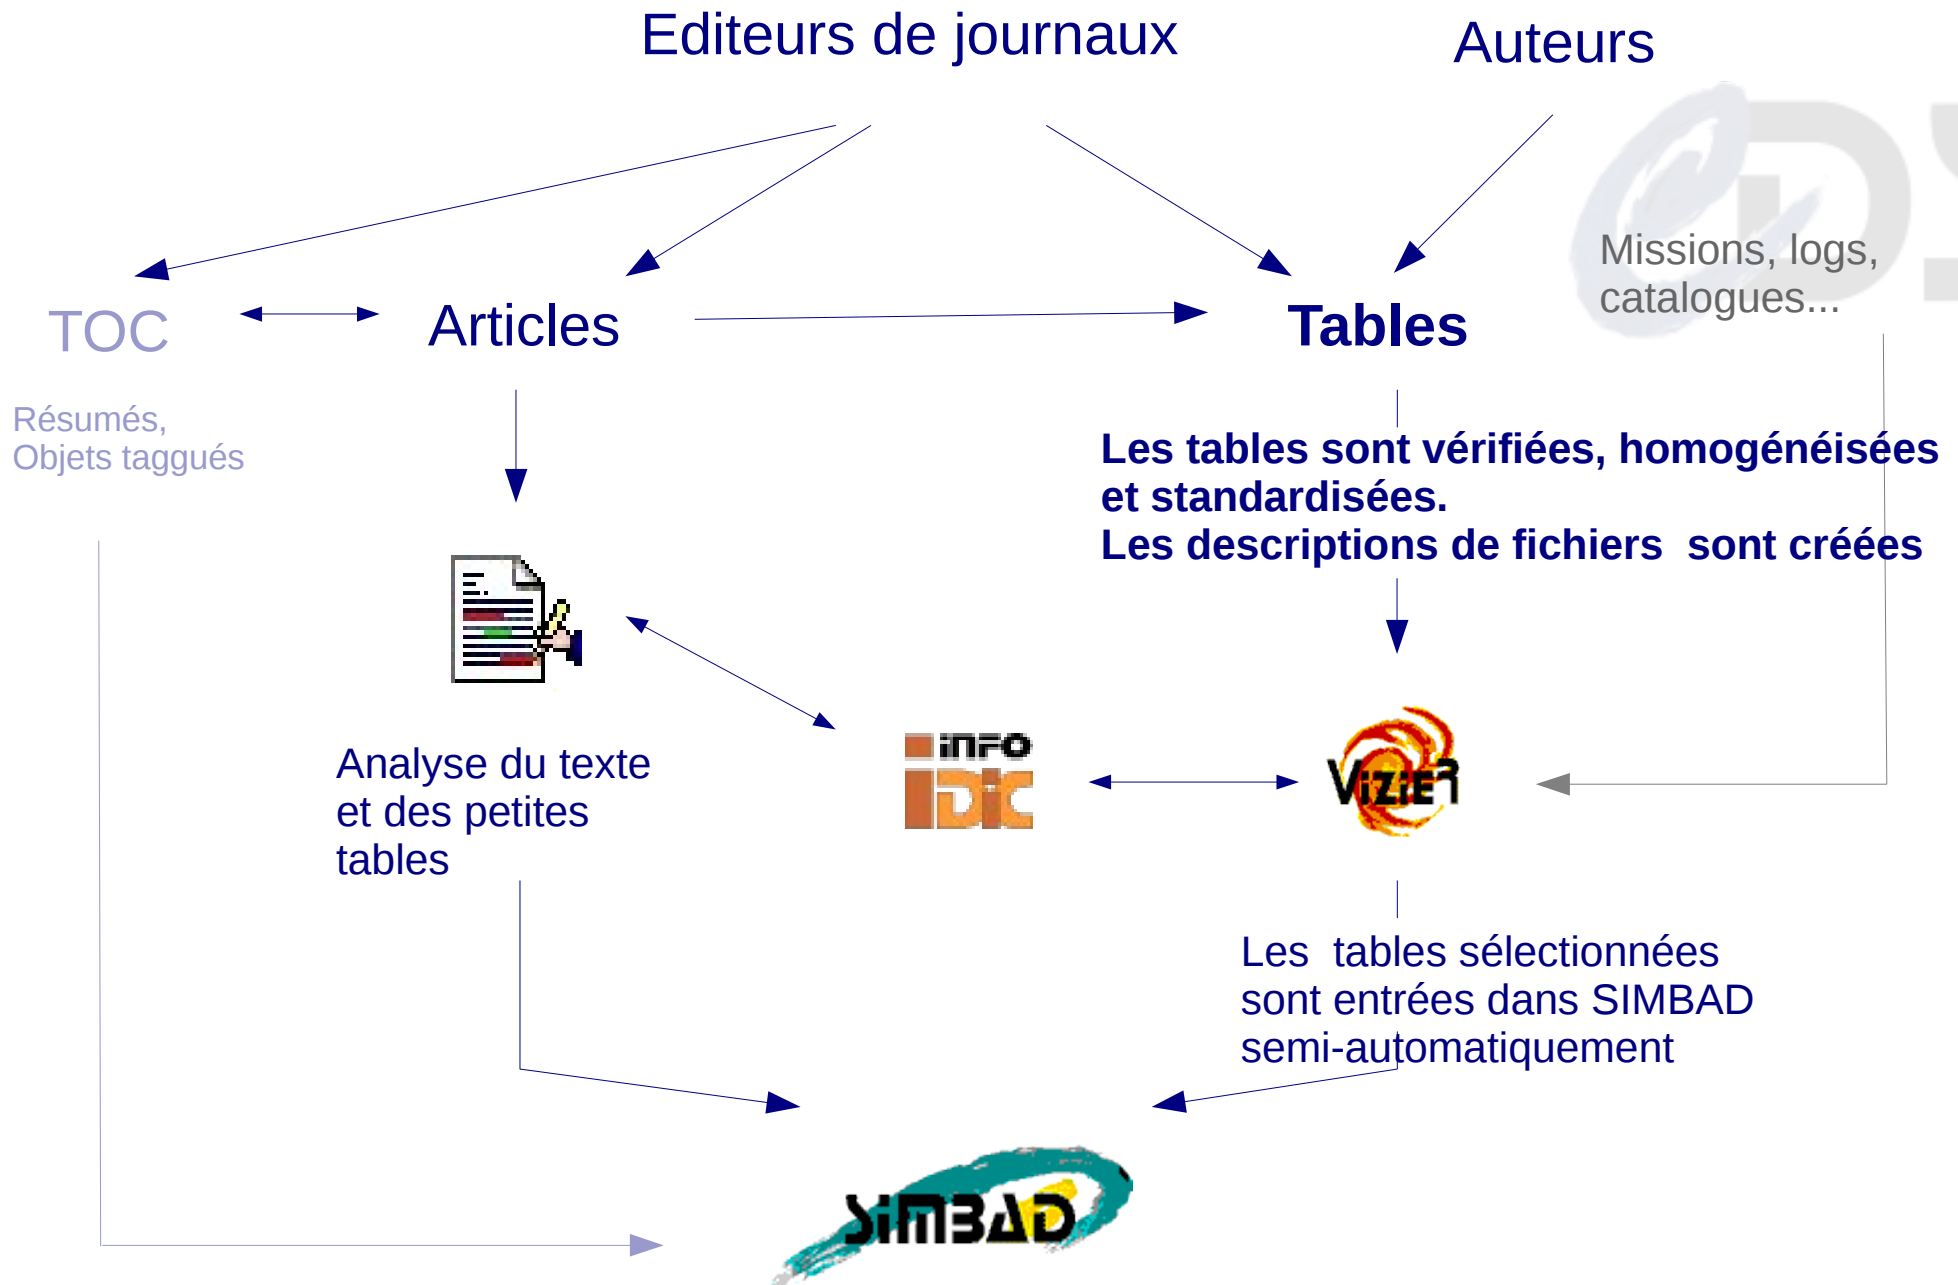 Editeurs de journaux
Auteurs
Missions, logs,
catalogues...
TOC
Articles
Tables
Résumés,
Objets taggués
Les tables sont vérifiées, homogénéisées
et standardisées.
Les descriptions de fichiers  sont créées
iNFO
DiC
ViZieR
Analyse du texte
et des petites
tables
Les  tables sélectionnées
sont entrées dans SIMBAD
semi-automatiquement
SiMBAD